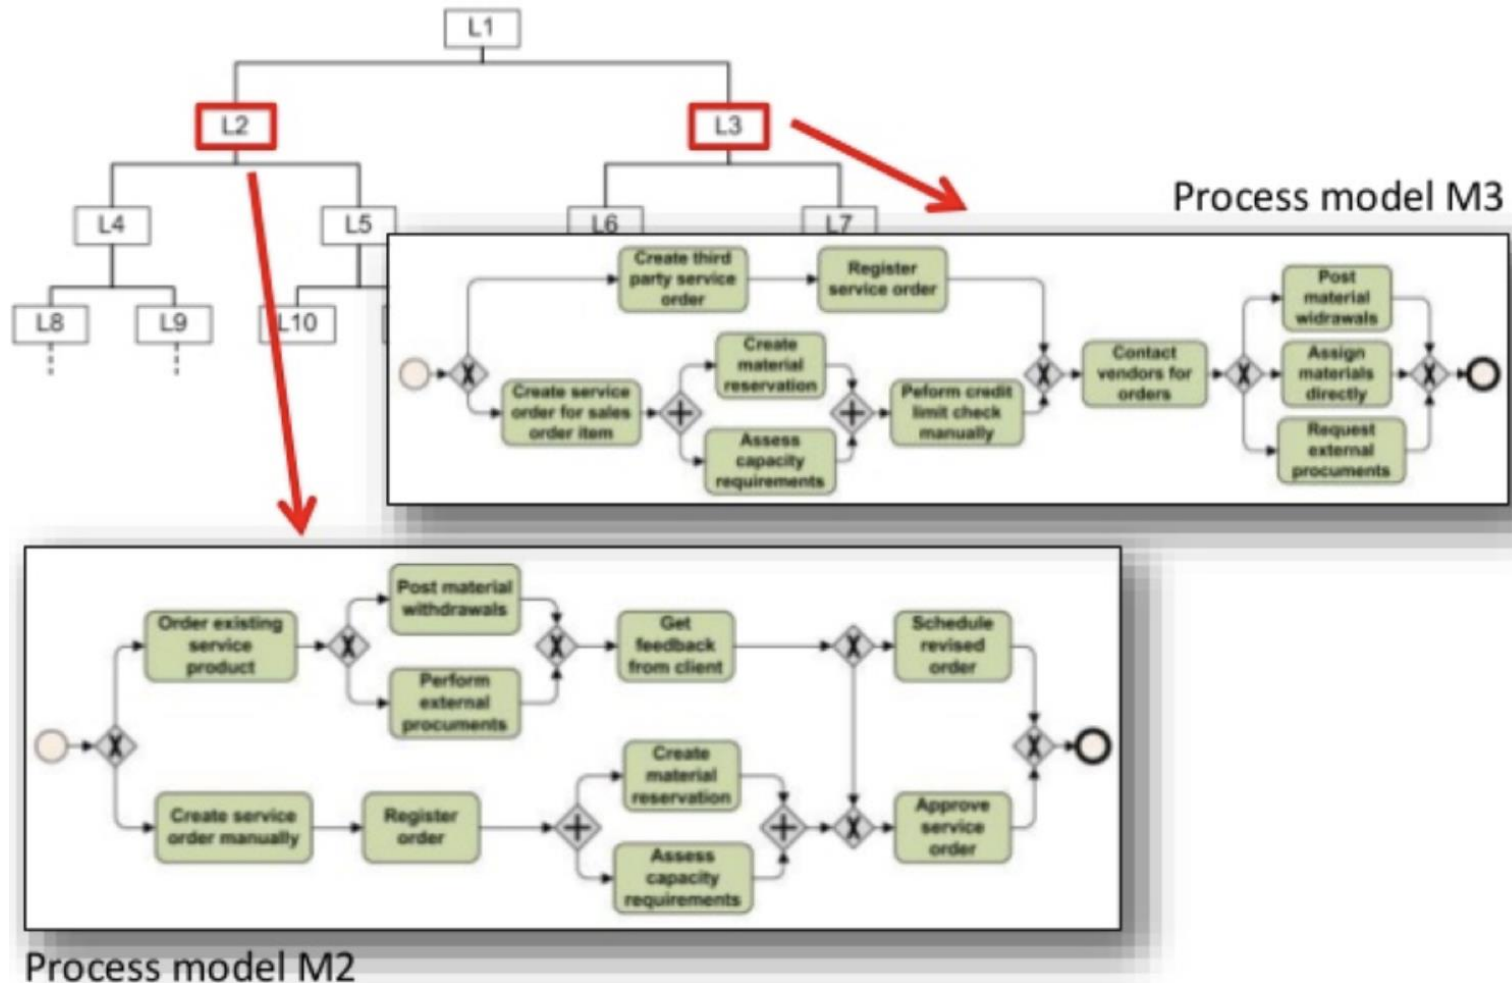 L1
L2
L3
L4
L5
L6
L7
L8
L9
L10
Process model M3
Create third
party service
order
Register
service order
Create service
order for sales
order item
Create
material
reservation
Assess
capacity
requirements
Peform credit
limit check
manually
Contact
vendors for
orders
Post
material
widrawals
Assign
materials
directly
Request
external
procuments
Order existing
service
product
Post material
withdrawals
Perform
external
procuments
Get
feedback
from client
Schedule
revised
order
Create service
order manually
Register
order
Create
material
reservation
Assess
capacity
requirements
Approve
service
order
Process model M2